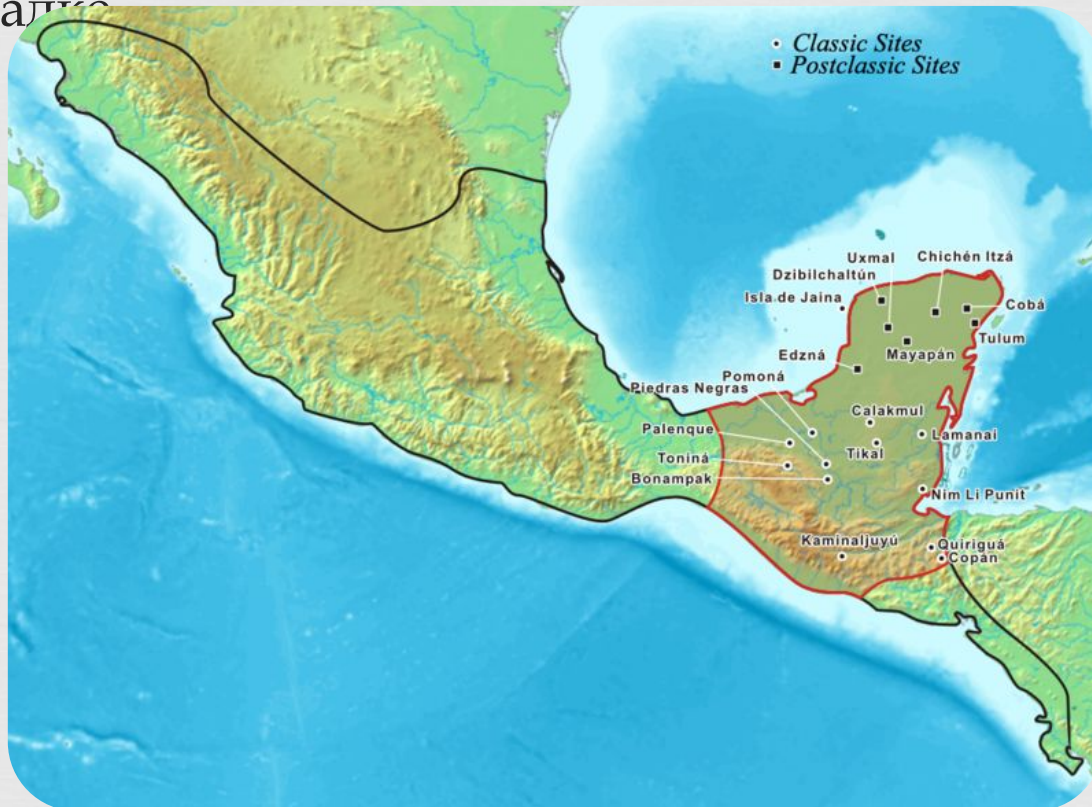 Classic Sites
Postclassic Sites
Uxmal
Chichén Itzá
Dzibilchaltún
Isla de Jaina
Cobá
Tulum
Mayapán
Edzná
Pomoná
Piedras Negras
Calakmul
Palenque
Lamanai
Tikal
Toniná
Bonampak
Nim Li Punit
Kaminaljuyú
Quiriguá
Copán